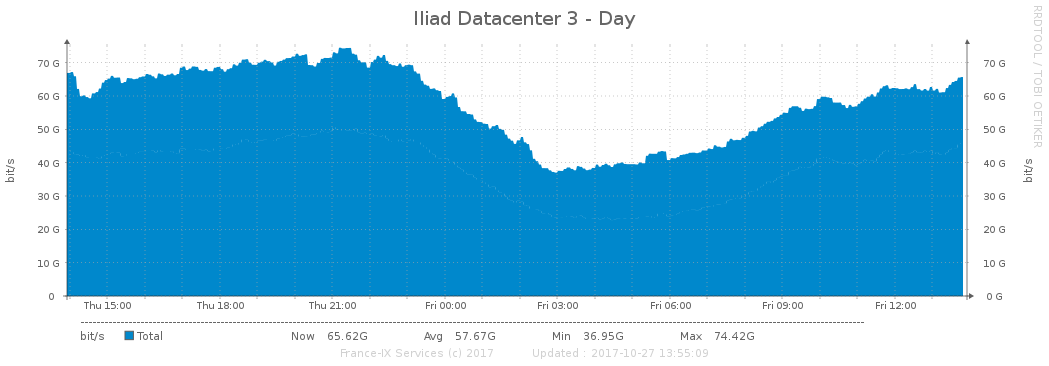 Iliad Datacenter 3 - Day
RRDTOOL / TOBI OETIKER
bit/s
70 G 70 G
60 G 60 G
50 G 50 G
40 G 40 G
30 G 30 G
20 G 20 G
10 G 10 G
0 0 G
bit/s
Thu 15:00 Thu 18:00 Thu 21:00 Fri 00:00 Fri 03:00 Fri 06:00 Fri 09:00 Fri 12:00
bit/s Total Now 65.62G Avg 57.67G Min 36.95G Max 74.42G
France-IX Services (c) 2017 Updated : 2017-10-27 13:55:09